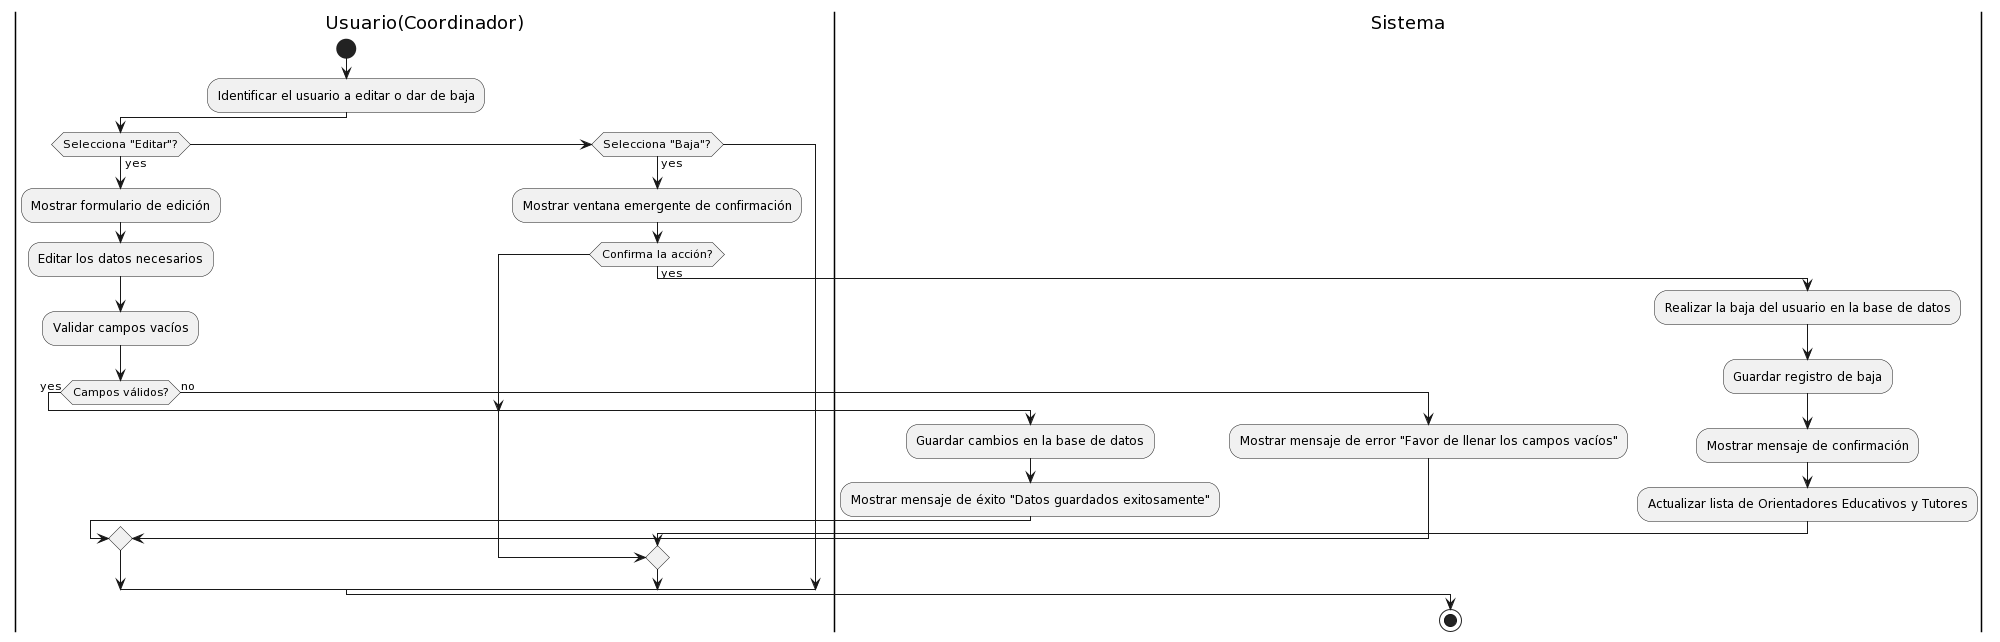 Usuario(Coordinador)
Sistema
Identificar el usuario a editar o dar de baja
Selecciona "Editar"?
Selecciona "Baja"?
yes
yes
Mostrar formulario de edición
Mostrar ventana emergente de confirmación
Editar los datos necesarios
Confirma la acción?
yes
Realizar la baja del usuario en la base de datos
Validar campos vacíos
Guardar registro de baja
yes
Campos válidos?
no
Guardar cambios en la base de datos
Mostrar mensaje de error "Favor de llenar los campos vacíos"
Mostrar mensaje de confirmación
Mostrar mensaje de éxito "Datos guardados exitosamente"
Actualizar lista de Orientadores Educativos y Tutores